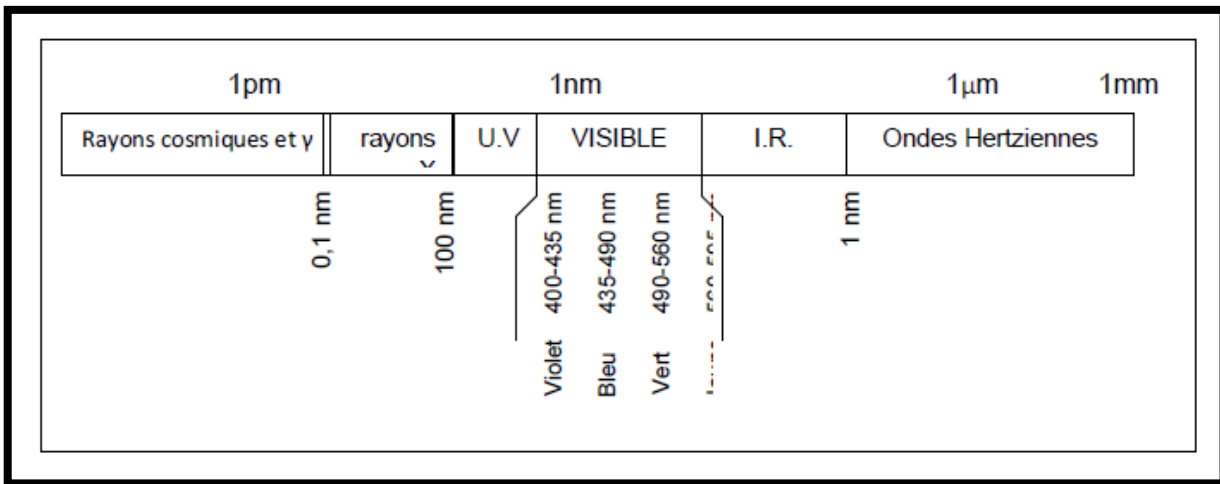 1pm 1nm 1μm 1mm
Rayons cosmiques et γ rayons U.V VISIBLE I.R. Ondes Hertziennes
0,1 nm
100 nm
Violet 400-435 nm
Bleu 435-490 nm
Vert 490-560 nm
1 nm